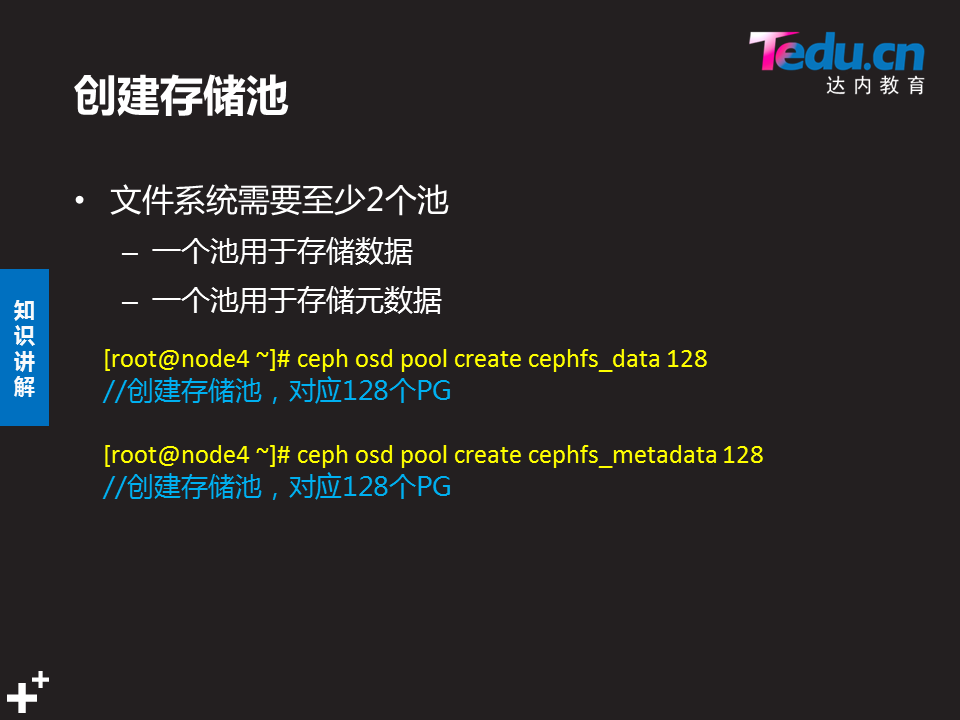 Tedu.cn
达内教育
创建存储池
• 文件系统需要至少2个池
– 一个池用于存储数据
– 一个池用于存储元数据
知识讲解
[root@node4 ~]# ceph osd pool create cephfs_data 128
//创建存储池，对应128个PG
[root@node4 ~]# ceph osd pool create cephfs_metadata 128
//创建存储池，对应128个PG